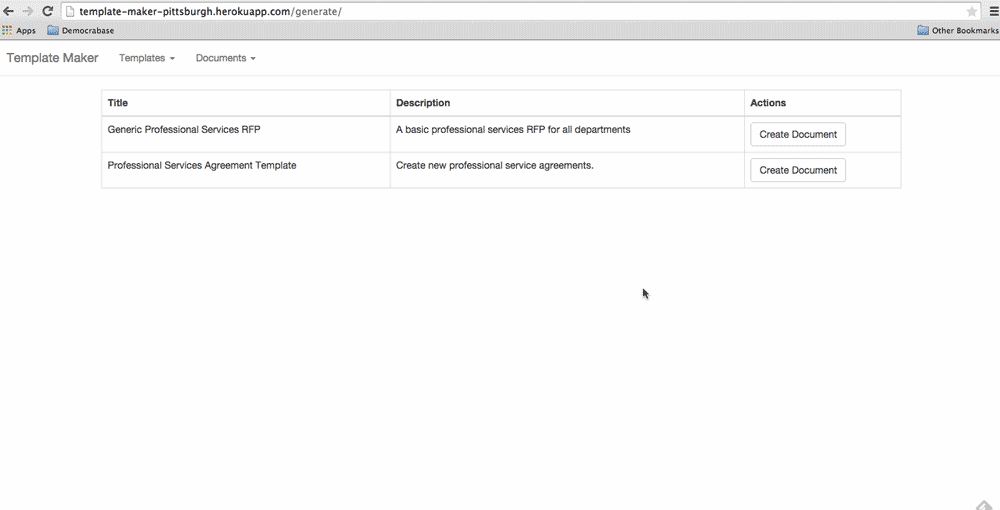 template-maker-pittsburgh.herokuapp.com/generate/
Apps Democrabase Other Bookmarks
Template Maker Templates Documents
Title Description Actions
Generic Professional Services RFP A basic professional services RFP for all departments Create Document
Professional Services Agreement Template Create new professional service agreements. Create Document